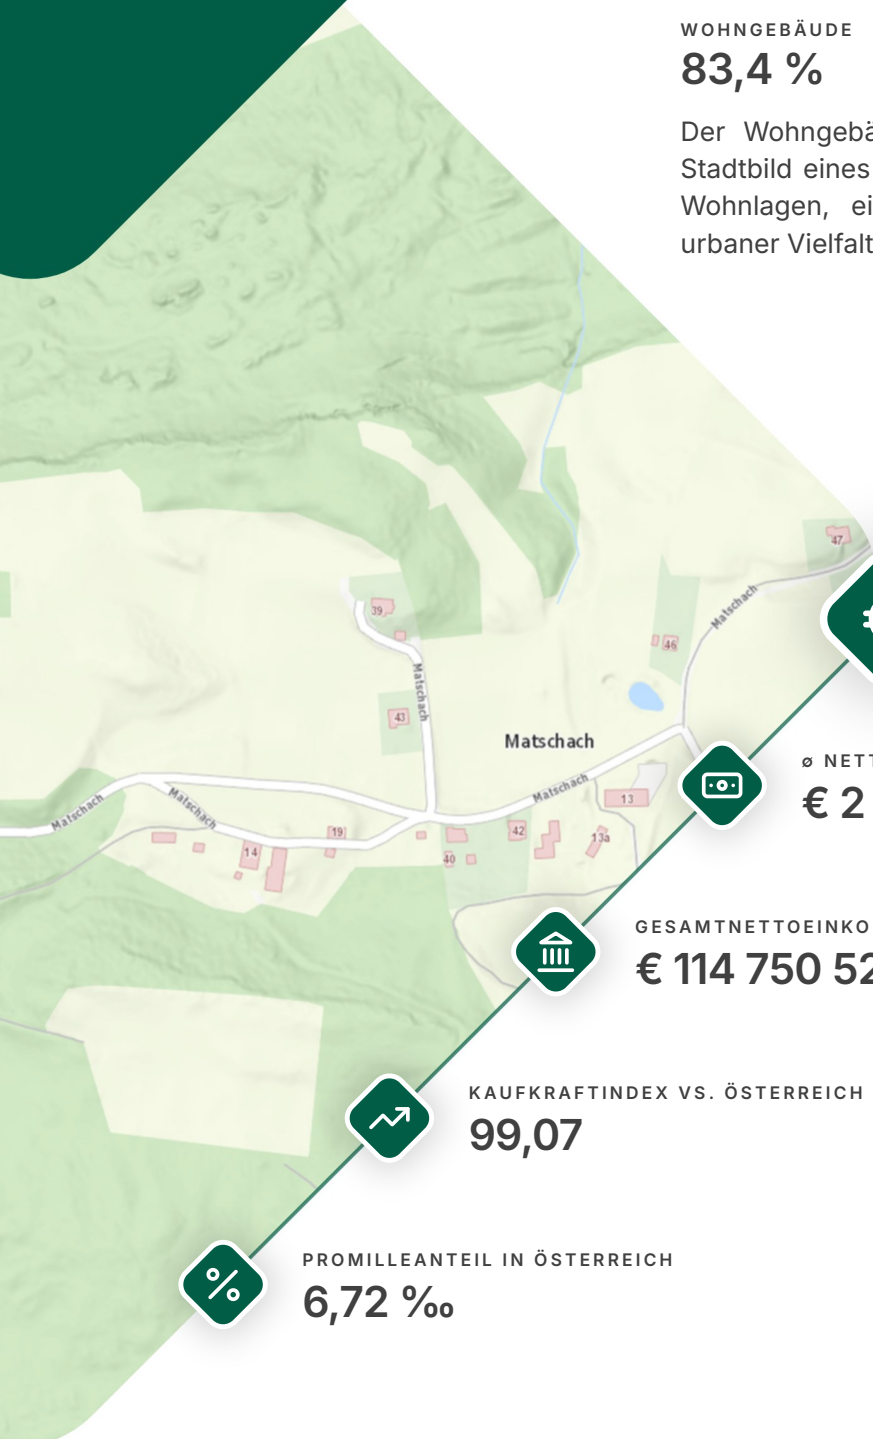 WOHNGEBÄUDE
83,4 %
Der Wohngebä
Stadtbild eines
Wohnlagen, ei
urbaner Vielfalt
47
Matschach
39
46
Matschach
43
Matschach
Matschach
13
Matschach
Matschach
19
42
13a
14
40
ø NETT
€ 2
GESAMTNETTOEINKO
€ 114 750 52
KAUFKRAFTINDEX VS. ÖSTERREICH
99,07
PROMILLEANTEIL IN ÖSTERREICH
6,72 ‰